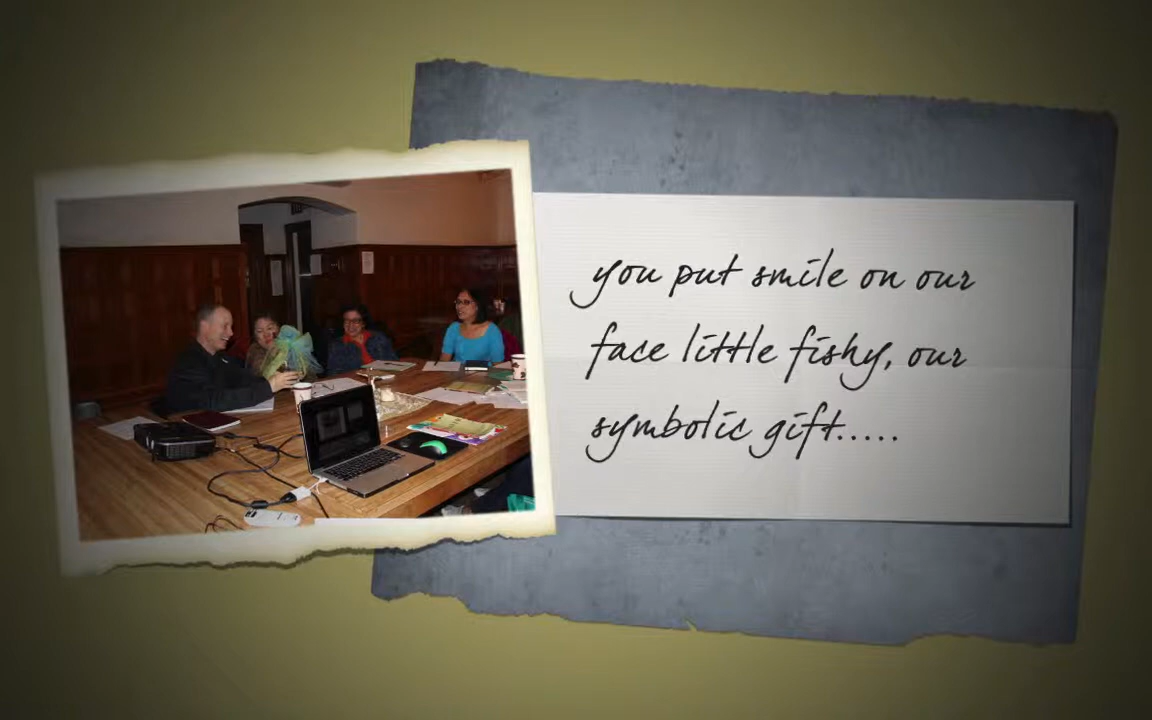 you put smile on our
face little fishy, our
symbolic gift.....